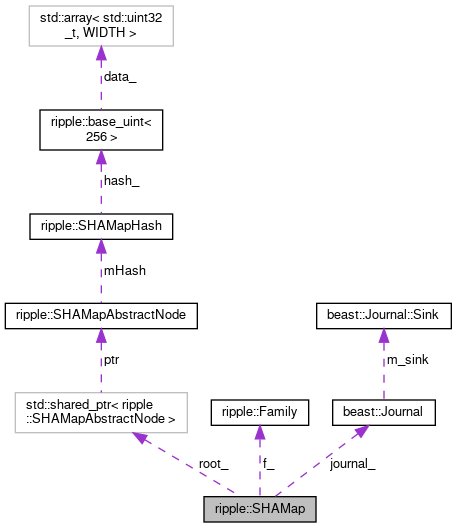 std::array< std::uint32
_t, WIDTH >
data_
ripple::base_uint<
256 >
hash_
ripple::SHAMapHash
mHash
ripple::SHAMapAbstractNode
beast::Journal::Sink
ptr
m_sink
std::shared_ptr< ripple
::SHAMapAbstractNode >
ripple::Family
beast::Journal
root_
f_
journal_
ripple::SHAMap